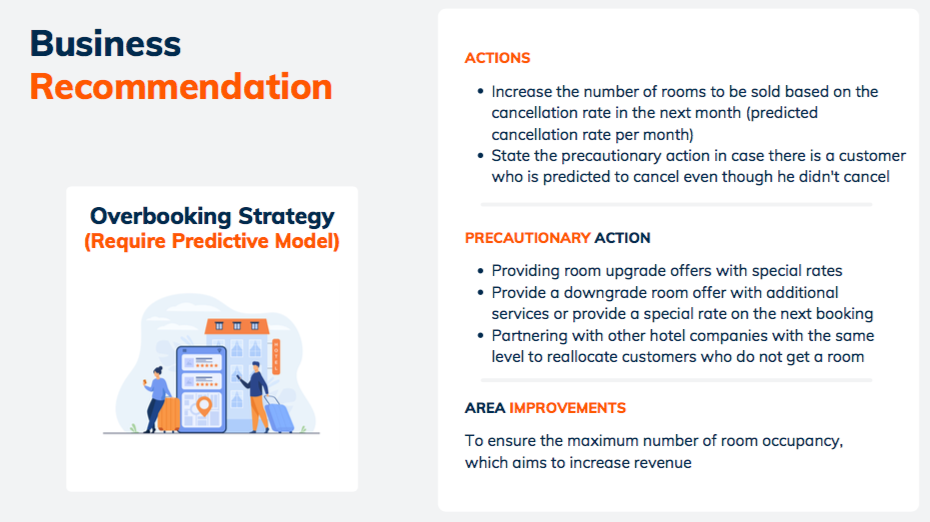 Business
Recommendation
Overbooking Strategy
(Require Predictive Model)
HOTEL
ACTIONS
• Increase the number of rooms to be sold based on the
cancellation rate in the next month (predicted
cancellation rate per month)
• State the precautionary action in case there is a customer
who is predicted to cancel even though he didn't cancel
PRECAUTIONARY ACTION
• Providing room upgrade offers with special rates
• Provide a downgrade room offer with additional
services or provide a special rate on the next booking
• Partnering with other hotel companies with the same
level to reallocate customers who do not get a room
AREA IMPROVEMENTS
To ensure the maximum number of room occupancy,
which aims to increase revenue